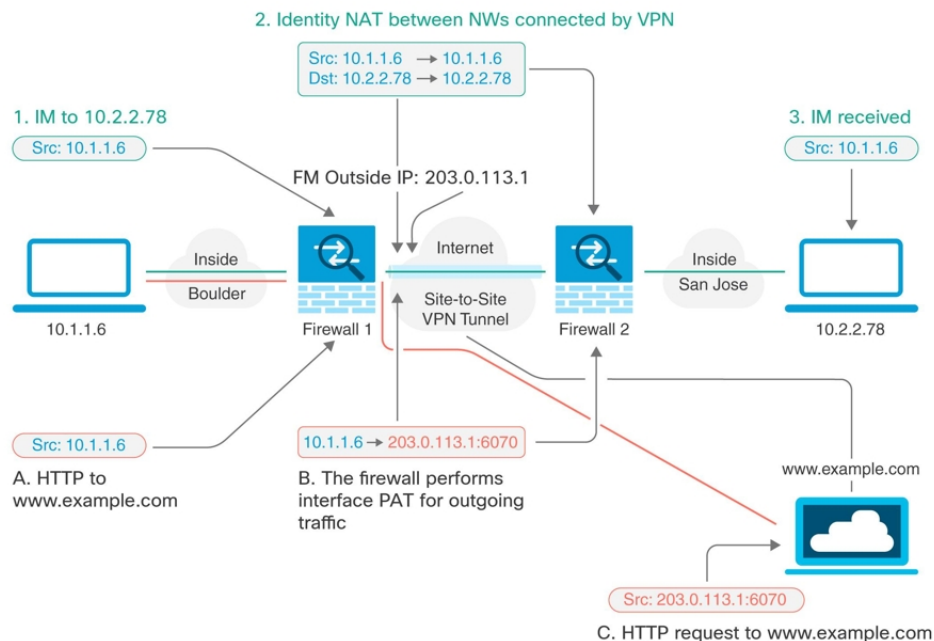 2. Identity NAT between NWs connected by VPN
Src: 10.1.1.6 → 10.1.1.6
Dst: 10.2.2.78 → 10.2.2.78
1. IM to 10.2.2.78
Src: 10.1.1.6
3. IM received
Src: 10.1.1.6
FM Outside IP: 203.0.113.1
Inside
Boulder
Internet
Site-to-Site
VPN Tunnel
Inside
San Jose
10.1.1.6
Firewall 1
Firewall 2
10.2.2.78
Src: 10.1.1.6
A. HTTP to
www.example.com
10.1.1.6 → 203.0.113.1:6070
B. The firewall performs
interface PAT for outgoing
traffic
www.example.com
Src: 203.0.113.1:6070
C. HTTP request to www.example.com